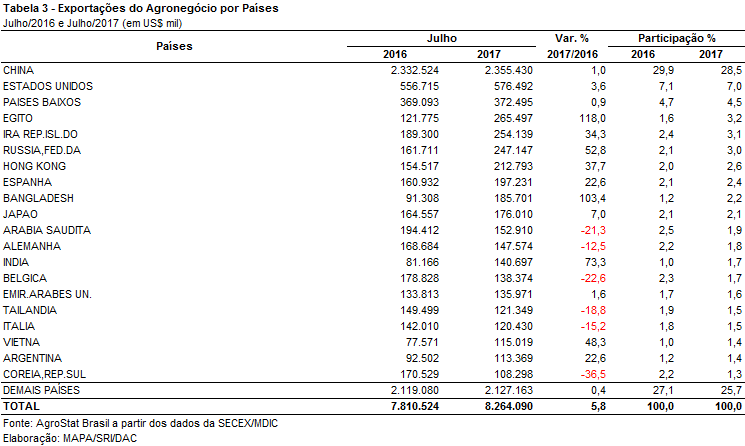 Tabela 3 - Exportações do Agronegócio por Países
Julho/2016 e Julho/2017 (em US$ mil)
Países Julho Var. % Participação %
2016 2017 2017/2016 2016 2017
CHINA 2.332.524 2.355.430 1,0 29,9 28,5
ESTADOS UNIDOS 556.715 576.492 3,6 7,1 7,0
PAISES BAIXOS 369.093 372.495 0,9 4,7 4,5
EGITO 121.775 265.497 118,0 1,6 3,2
IRA REP.ISL.DO 189.300 254.139 34,3 2,4 3,1
RUSSIA,FED.DA 161.711 247.147 52,8 2,1 3,0
HONG KONG 154.517 212.793 37,7 2,0 2,6
ESPANHA 160.932 197.231 22,6 2,1 2,4
BANGLADESH 91.308 185.701 103,4 1,2 2,2
JAPAO 164.557 176.010 7,0 2,1 2,1
ARABIA SAUDITA 194.412 152.910 -21,3 2,5 1,9
ALEMANHA 168.684 147.574 -12,5 2,2 1,8
INDIA 81.166 140.697 73,3 1,0 1,7
BELGICA 178.828 138.374 -22,6 2,3 1,7
EMIR.ARABES UN. 133.813 135.971 1,6 1,7 1,6
TAILANDIA 149.499 121.349 -18,8 1,9 1,5
ITALIA 142.010 120.430 -15,2 1,8 1,5
VIETNA 77.571 115.019 48,3 1,0 1,4
ARGENTINA 92.502 113.369 22,6 1,2 1,4
COREIA,REP.SUL 170.529 108.298 -36,5 2,2 1,3
DEMAIS PAÍSES 2.119.080 2.127.163 0,4 27,1 25,7
TOTAL 7.810.524 8.264.090 5,8 100,0 100,0
Fonte: AgroStat Brasil a partir dos dados da SECEX/MDIC
Elaboração: MAPA/SRI/DAC